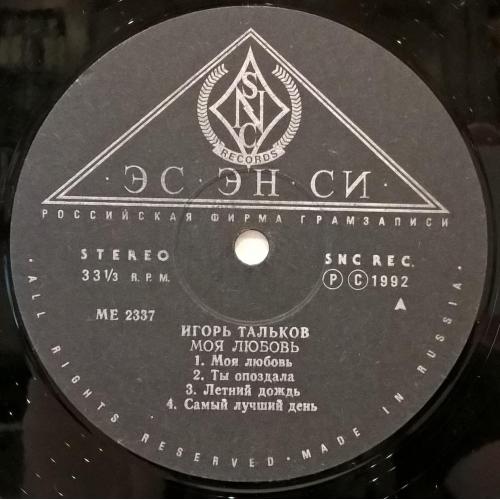 SNC
RECORDS
· ЭС · ЭН · СИ ·
РОССИЙСКАЯ ФИРМА ГРАМЗАПИСИ
STEREO
33 1/3 R.P.M.
SNC REC.
Ⓟ Ⓒ 1992
ME 2337
ИГОРЬ ТАЛЬКОВ
МОЯ ЛЮБОВЬ
1. Моя любовь
2. Ты опоздала
3. Летний дождь
4. Самый лучший день
· ALL RIGHTS RESERVED · MADE IN RUSSIA ·